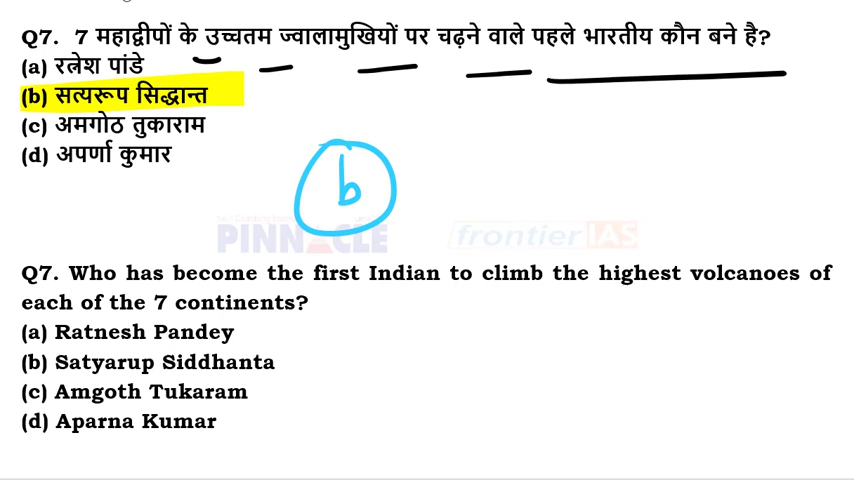 Q7. 7 महाद्वीपों के उच्चतम ज्वालामुखियों पर चढ़ने वाले पहले भारतीय कौन बने है?
(a) रत्नेश पांडे
(b) सत्यरूप सिद्धान्त
(c) अमगोठ तुकाराम
(d) अपर्णा कुमार
b
PINNACLE frontier IAS
Q7. Who has become the first Indian to climb the highest volcanoes of
each of the 7 continents?
(a) Ratnesh Pandey
(b) Satyarup Siddhanta
(c) Amgoth Tukaram
(d) Aparna Kumar